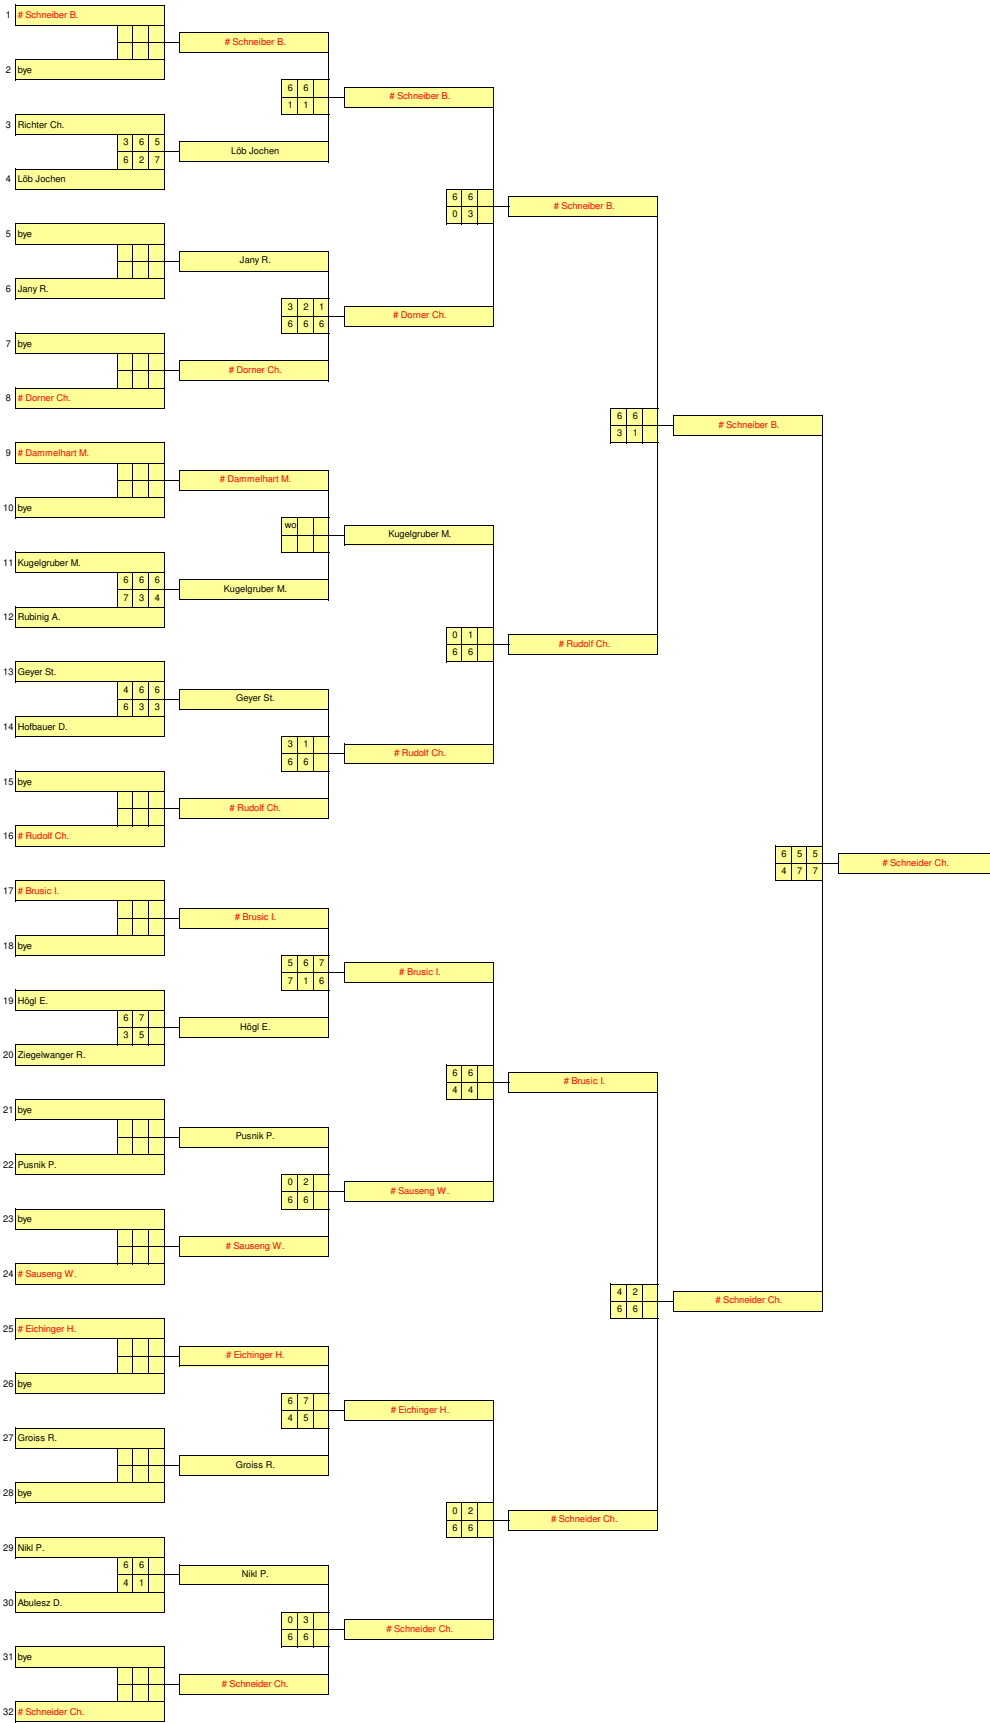 1 # Schneiber B.
# Schneiber B.
2 bye
6 6
1 1
# Schneiber B.
3 Richter Ch.
3 6 5
6 2 7
Löb Jochen
4 Löb Jochen
6 6
0 3
# Schneiber B.
5 bye
Jany R.
6 Jany R.
3 2 1
6 6 6
# Dorner Ch.
7 bye
# Dorner Ch.
8 # Dorner Ch.
6 6
3 1
# Schneiber B.
9 # Dammelhart M.
# Dammelhart M.
10 bye
wo
Kugelgruber M.
11 Kugelgruber M.
6 6 6
7 3 4
Kugelgruber M.
12 Rubinig A.
0 1
6 6
# Rudolf Ch.
13 Geyer St.
4 6 6
6 3 3
Geyer St.
14 Hofbauer D.
3 1
6 6
# Rudolf Ch.
15 bye
# Rudolf Ch.
16 # Rudolf Ch.
6 5 5
4 7 7
# Schneider Ch.
17 # Brusic I.
# Brusic I.
18 bye
5 6 7
7 1 6
# Brusic I.
19 Högl E.
6 7
3 5
Högl E.
20 Ziegelwanger R.
6 6
4 4
# Brusic I.
21 bye
Pusnik P.
22 Pusnik P.
0 2
6 6
# Sauseng W.
23 bye
# Sauseng W.
24 # Sauseng W.
4 2
6 6
# Schneider Ch.
25 # Eichinger H.
# Eichinger H.
26 bye
6 7
4 5
# Eichinger H.
27 Groiss R.
Groiss R.
28 bye
0 2
6 6
# Schneider Ch.
29 Nikl P.
6 6
4 1
Nikl P.
30 Abulesz D.
0 3
6 6
# Schneider Ch.
31 bye
# Schneider Ch.
32 # Schneider Ch.